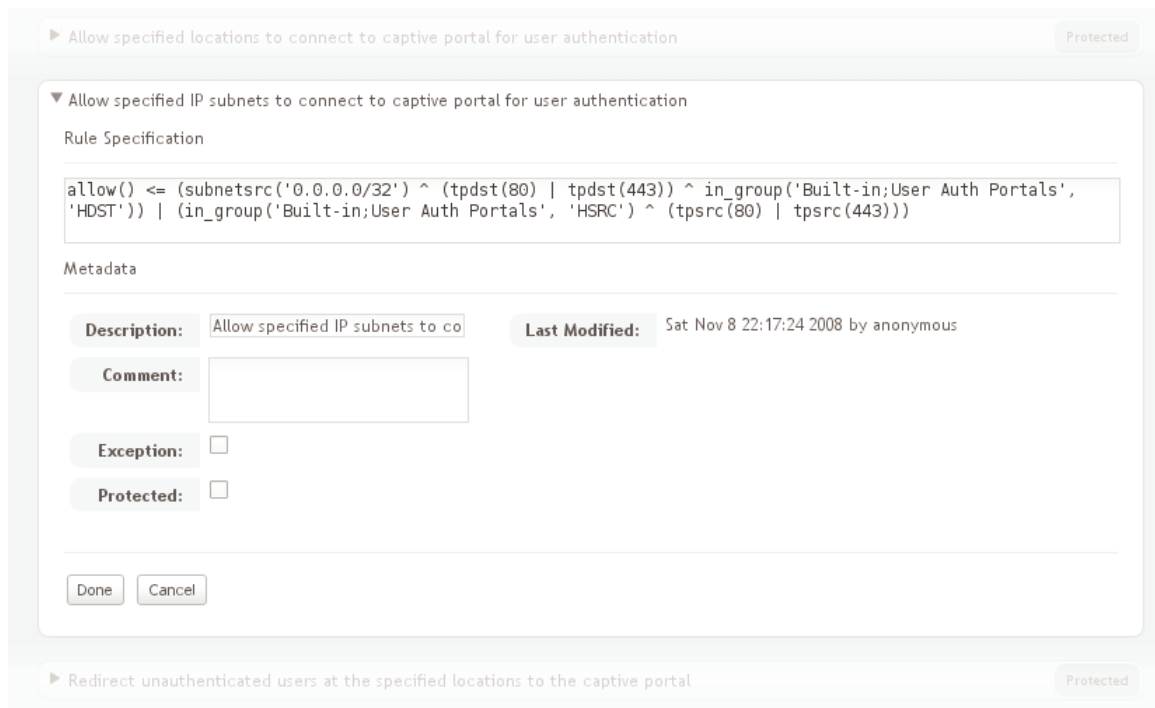 Allow specified locations to connect to captive portal for user authentication Protected
Allow specified IP subnets to connect to captive portal for user authentication
Rule Specification
allow() <= (subnetsrc('0.0.0.0/32') ^ (tpdst(80) | tpdst(443)) ^ in_group('Built-in;User Auth Portals',
'HDST')) | (in_group('Built-in;User Auth Portals', 'HSRC') ^ (tpsrc(80) | tpsrc(443)))
Metadata
Description: Allow specified IP subnets to co Last Modified: Sat Nov 8 22:17:24 2008 by anonymous
Comment:
Exception:
Protected:
Done Cancel
Redirect unauthenticated users at the specified locations to the captive portal Protected